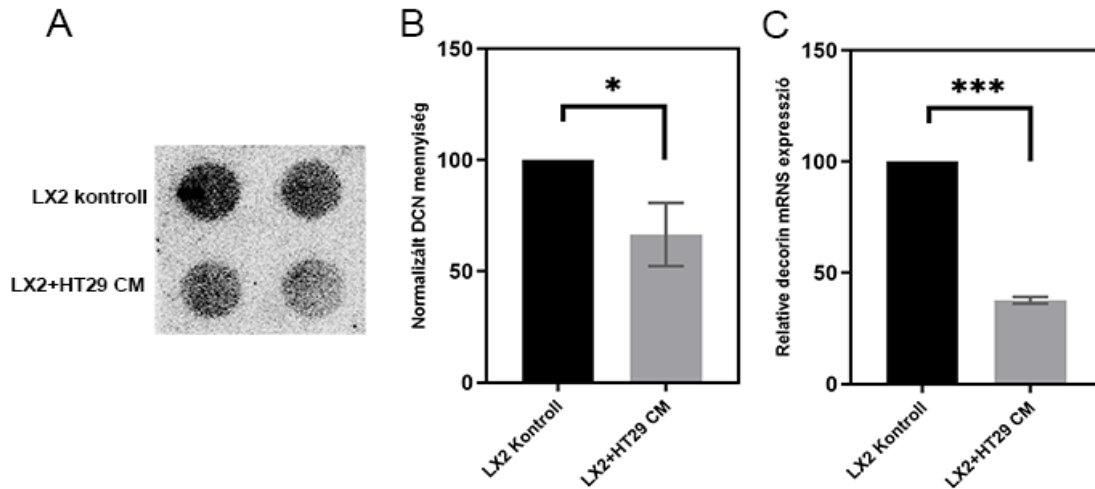 A
LX2 kontroll
LX2+HT29 CM
B
Normalizált DCN mennyiség
150
100
50
0
*
LX2 Kontroll
LX2+HT29 CM
C
Relative decorin mRNS expresszió
150
100
50
0
***
LX2 Kontroll
LX2+HT29 CM